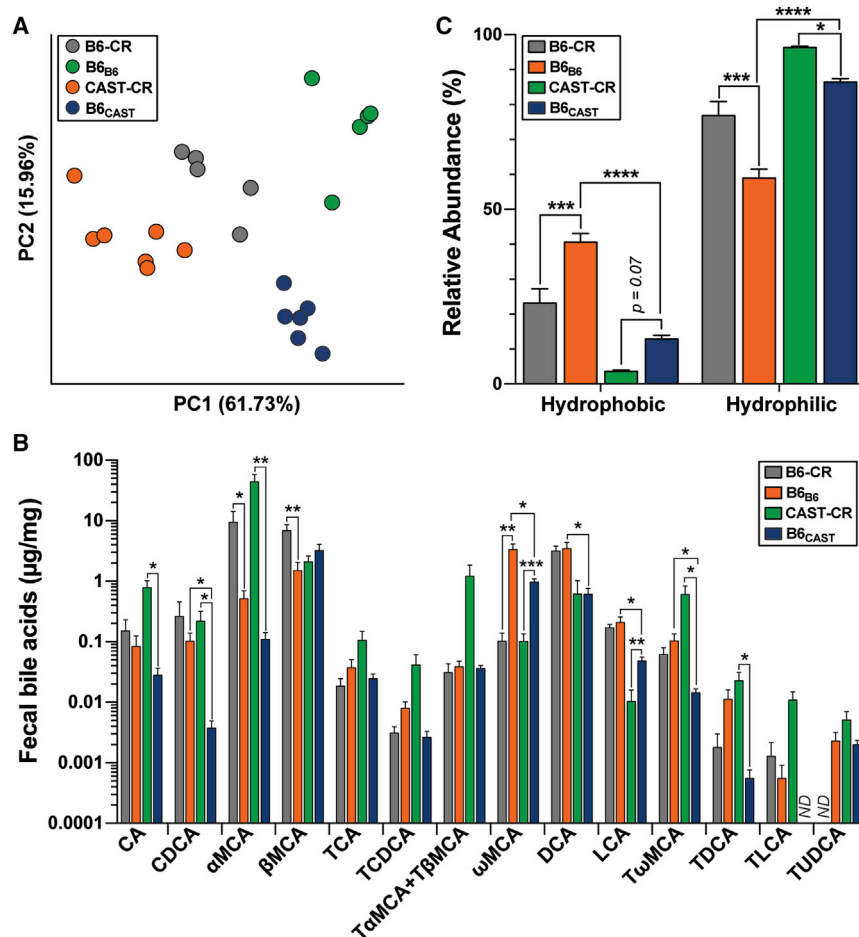 A
B6-CR
B6B6
CAST-CR
B6CAST
PC2 (15.96%)
PC1 (61.73%)
C
B6-CR
B6B6
CAST-CR
B6CAST
Relative Abundance (%)
100
50
0
***
****
p = 0.07
***
****
*
Hydrophobic
Hydrophilic
B
B6-CR
B6B6
CAST-CR
B6CAST
Fecal bile acids (µg/mg)
100
10
1
0.1
0.01
0.001
0.0001
*
*
*
*
**
**
**
*
***
*
*
**
*
*
*
ND
ND
CA
CDCA
αMCA
βMCA
TCA
TCDCA
TαMCA+TβMCA
ωMCA
DCA
LCA
TωMCA
TDCA
TLCA
TUDCA